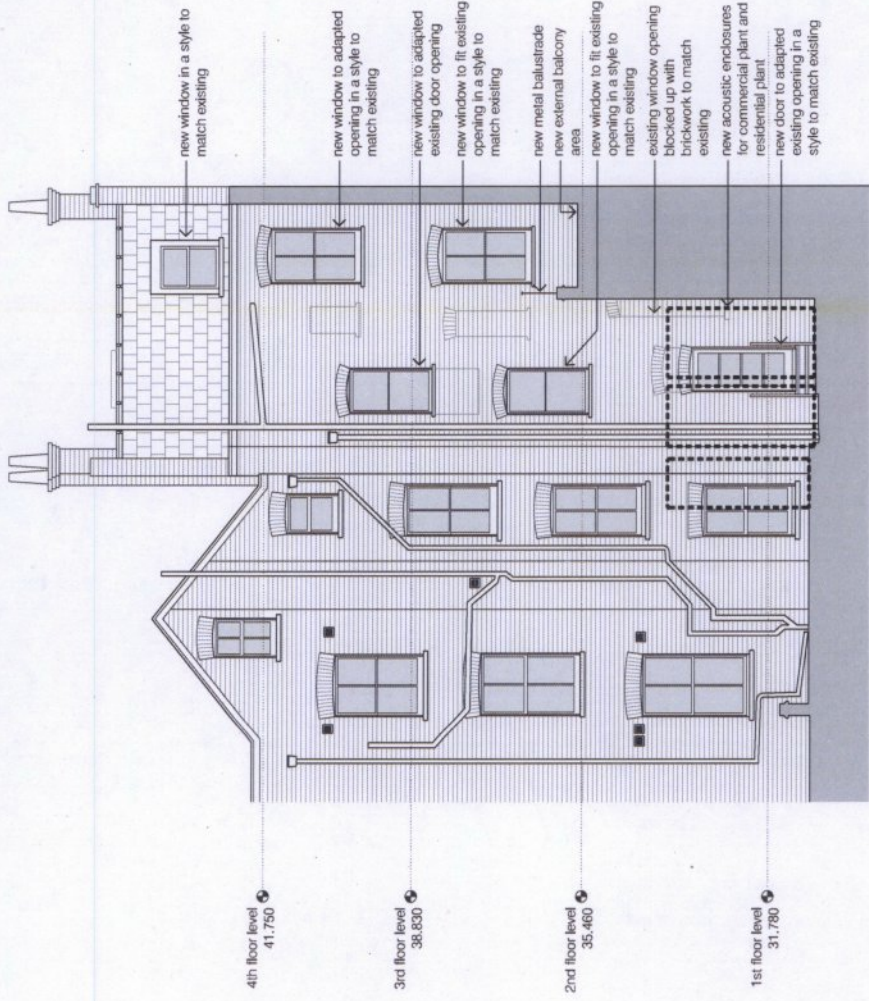 new window in a style to
match existing
new window to adapted
opening in a style to
match existing
new window to adapted
existing door opening
new window to fit existing
opening in a style to
match existing
new metal balustrade
new external balcony
area
new window to fit existing
opening in a style to
match existing
existing window opening
blocked up with
brickwork to match
existing
new acoustic enclosures
for commercial plant and
residential plant
new door to adapted
existing opening in a
style to match existing
4th floor level
41.750
3rd floor level
38.830
2nd floor level
35.460
1st floor level
31.780